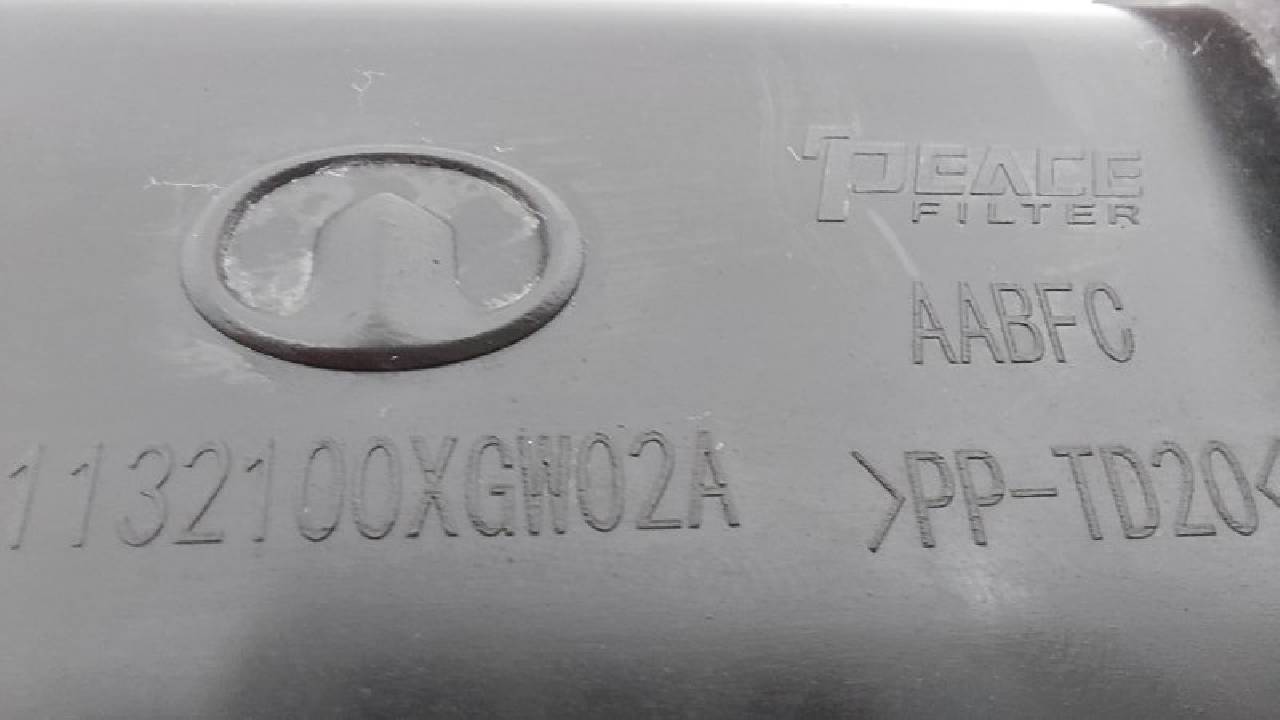 PEACE
FILTER
AABFC
1132100XGW02A
>PP-TD20<